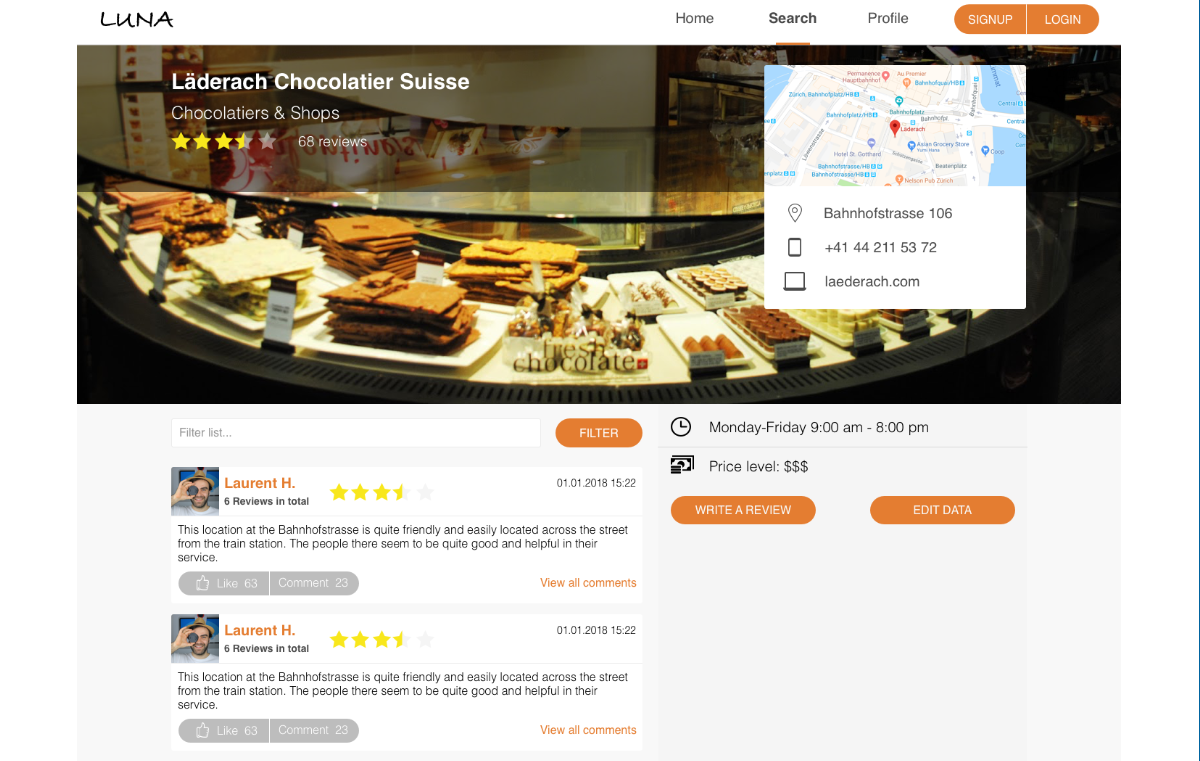 LUNA
Home
Search
Profile
SIGNUP
LOGIN
Läderach Chocolatier Suisse
Chocolatiers & Shops
68 reviews
Au Premier
Bahnhofplatz/HB
Zürich, Bahnhofplatz/HB
Bahnhofplatz/HB
Bahnhofpl
Central
Läderach
Löwenstrasse
Asian Grocery Store
Hotel St. Gotthard
Coop
Beatenplatz
Bahnhofstrasse/HB
Bahnhofstrasse/HB
Nelson Pub Zürich
Bahnhofstrasse 106
+41 44 211 53 72
laederach.com
fresh
chocolate
Filter list...
FILTER
Monday-Friday 9:00 am - 8:00 pm
Price level: $$$
WRITE A REVIEW
EDIT DATA
Laurent H.
6 Reviews in total
01.01.2018 15:22
This location at the Bahnhofstrasse is quite friendly and easily located across the street
from the train station. The people there seem to be quite good and helpful in their
service.
Like 63
Comment 23
View all comments
Laurent H.
6 Reviews in total
01.01.2018 15:22
This location at the Bahnhofstrasse is quite friendly and easily located across the street
from the train station. The people there seem to be quite good and helpful in their
service.
Like 63
Comment 23
View all comments